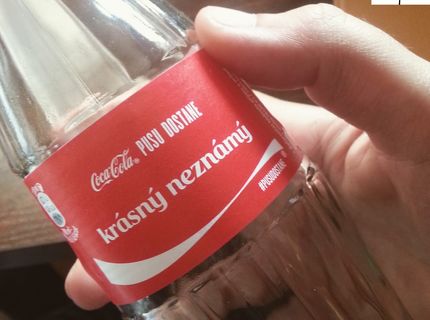 Coca-Cola PUSU DOSTANE
krásný neznámý
#PUSUDOSTANE